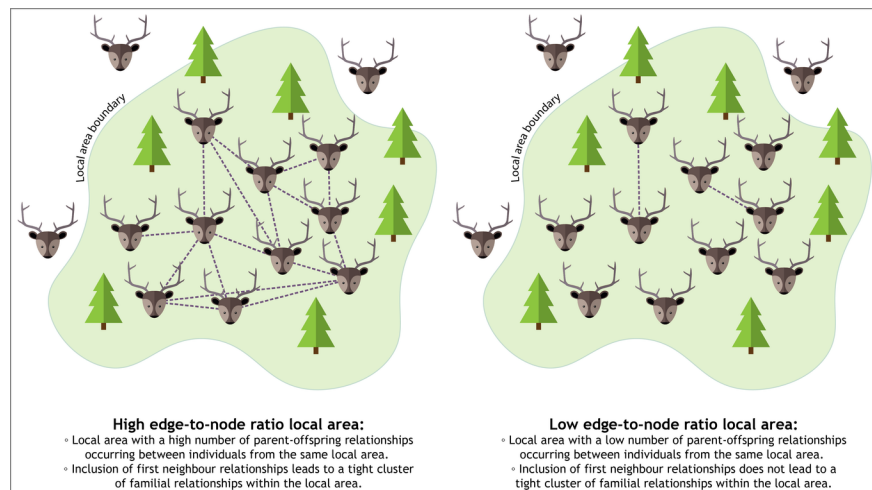 Local area boundary
High edge-to-node ratio local area:
◦ Local area with a high number of parent-offspring relationships
occurring between individuals from the same local area.
◦ Inclusion of first neighbour relationships leads to a tight cluster
of familial relationships within the local area.
Local area boundary
Low edge-to-node ratio local area:
◦ Local area with a low number of parent-offspring relationships
occurring between individuals from the same local area.
◦ Inclusion of first neighbour relationships does not lead to a
tight cluster of familial relationships within the local area.